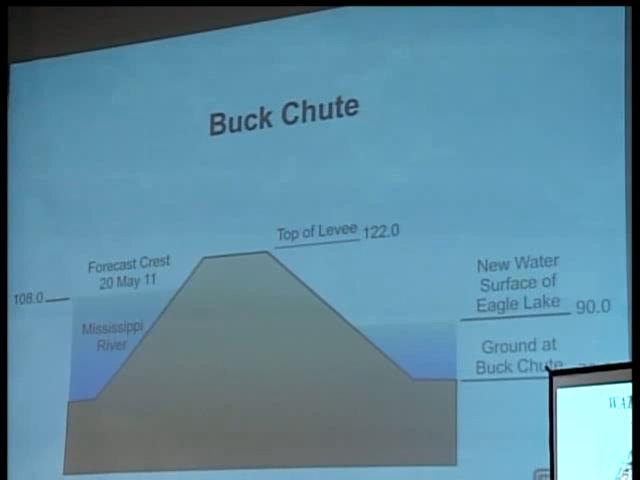 Buck Chute
Top of Levee 122.0
Forecast Crest
20 May 11
108.0
Mississippi
River
New Water
Surface of
Eagle Lake 90.0
Ground at
Buck Chute